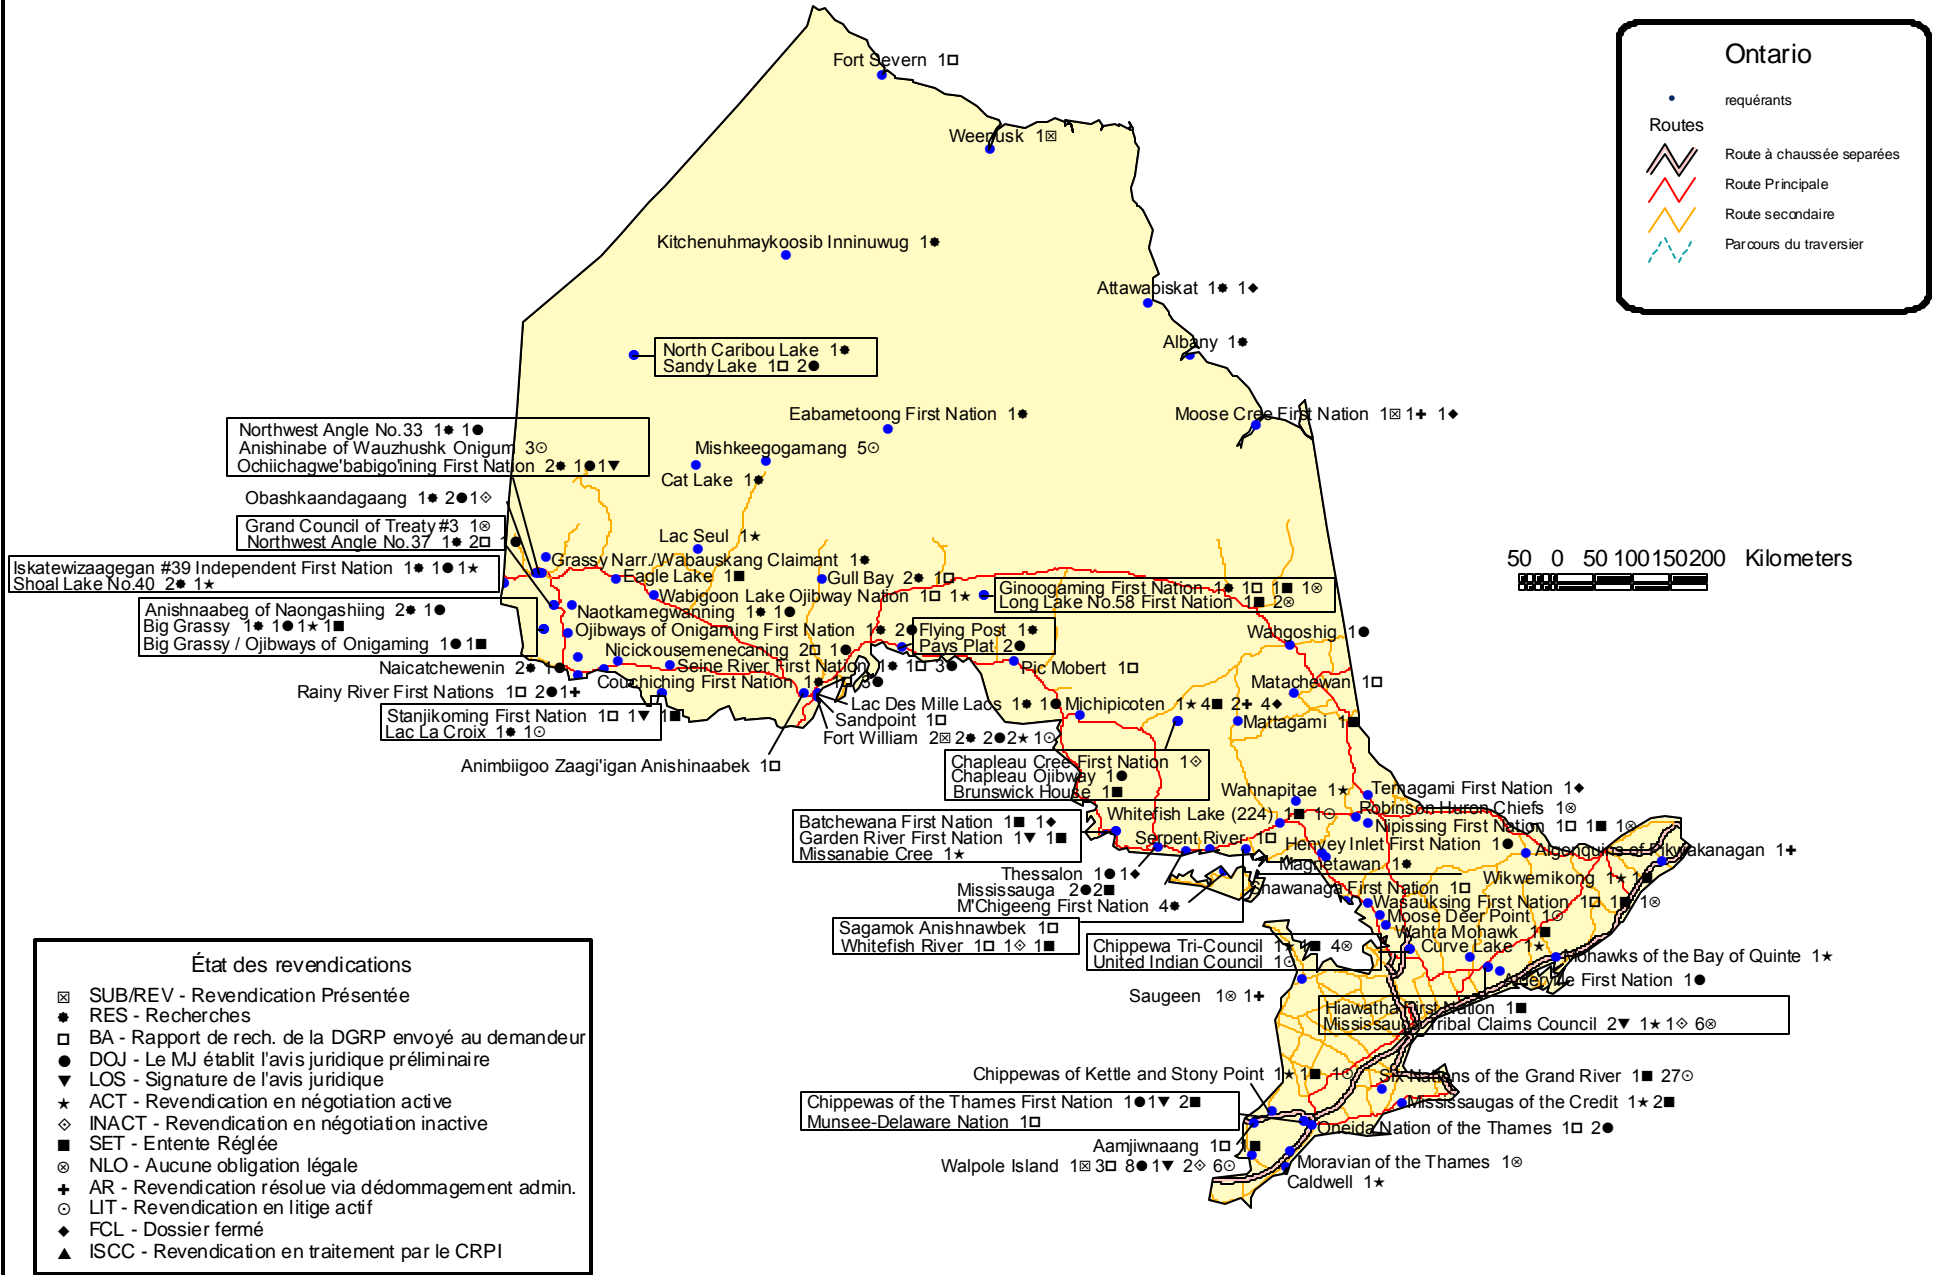 Ontario
requérants
Routes
Route à chaussée separées
Route Principale
Route secondaire
Parcours du traversier
Fort Severn 1□
Weenusk 1☒
Kitchenuhmaykoosib Inninuwug 1✹
Attawapiskat 1✹ 1◆
Albany 1✹
North Caribou Lake 1✹
Sandy Lake 1□ 2●
Eabametoong First Nation 1✹
Moose Cree First Nation 1☒ 1✚ 1◆
Northwest Angle No.33 1✹ 1●
Anishinabe of Wauzhushk Onigum 3⊙
Ochiichagwe'babigo'ining First Nation 2✹ 1●1▼
Mishkeegogamang 5⊙
Cat Lake 1✹
Obashkaandagaang 1✹ 2●1◇
Grand Council of Treaty #3 1⊗
Northwest Angle No.37 1✹ 2□ 1●
Lac Seul 1★
50 0 50 100 150 200 Kilometers
Iskatewizaagegan #39 Independent First Nation 1✹ 1●1★
Shoal Lake No.40 2✹ 1★
Grassy Narr./Wabauskang Claimant 1✹
Eagle Lake 1■
Gull Bay 2✹ 1□
Wabigoon Lake Ojibway Nation 1□ 1★
Ginoogaming First Nation 1✹ 1□ 1■ 1⊗
Long Lake No.58 First Nation 1■ 2⊗
Anishnaabeg of Naongashiing 2✹ 1●
Big Grassy 1✹ 1●1★1■
Big Grassy / Ojibways of Onigaming 1●1■
Naotkamegwanning 1✹ 1●
Ojibways of Onigaming First Nation 1✹ 2●
Flying Post 1✹
Pays Plat 2●
Wahgoshig 1●
Nickousemenecaning 2□ 1●
Naicatchewenin 2✹ 1●
Seine River First Nation 1✹ 1□ 3●
Pic Mobert 1□
Couchiching First Nation 1✹ 1□ 3●
Matachewan 1□
Rainy River First Nations 1□ 2●1✚
Lac Des Mille Lacs 1✹ 1●
Michipicoten 1★4■ 2✚ 4◆
Stanjikoming First Nation 1□ 1▼ 1■
Lac La Croix 1✹ 1⊙
Sandpoint 1□
Mattagami 1■
Fort William 2☒2✹ 2●2★ 1⊙
Animbiigoo Zaagi'igan Anishinaabek 1□
Chapleau Cree First Nation 1◇
Chapleau Ojibway 1●
Brunswick House 1■
Wahnapitae 1★
Temagami First Nation 1◆
Robinson Huron Chiefs 1⊗
Whitefish Lake (224) 1■ 1⊙
Batchewana First Nation 1■ 1◆
Garden River First Nation 1▼ 1■
Missanabie Cree 1★
Nipissing First Nation 1□ 1■ 1⊗
Serpent River 1□
Henvey Inlet First Nation 1●
Algonquins of Pikwakanagan 1✚
Magnetawan 1✹
Thessalon 1●1◆
Wikwemikong 1★1■
Mississauga 2●2■
Shawanaga First Nation 1□
M'Chigeeng First Nation 4✹
Wasauksing First Nation 1□ 1■ 1⊗
Moose Deer Point 1⊙
Sagamok Anishnawbek 1□
Whitefish River 1□ 1◇ 1■
Wahta Mohawk 1■
Chippewa Tri-Council 1★1■ 4⊗
United Indian Council 1⊙
Curve Lake 1★
Mohawks of the Bay of Quinte 1★
Alderville First Nation 1●
Saugeen 1⊗ 1✚
Hiawatha First Nation 1■
Mississauga Tribal Claims Council 2▼ 1★1◇ 6⊗
Chippewas of Kettle and Stony Point 1★1■ 1⊙
Six Nations of the Grand River 1■ 27⊙
Chippewas of the Thames First Nation 1●1▼ 2■
Munsee-Delaware Nation 1□
Mississaugas of the Credit 1★2■
Oneida Nation of the Thames 1□ 2●
Aamjiwnaang 1□ 1■
Walpole Island 1☒3□ 8●1▼ 2◇ 6⊙
Moravian of the Thames 1⊗
Caldwell 1★
État des revendications
☒ SUB/REV - Revendication Présentée
✹ RES - Recherches
□ BA - Rapport de rech. de la DGRP envoyé au demandeur
● DOJ - Le MJ établit l'avis juridique préliminaire
▼ LOS - Signature de l'avis juridique
★ ACT - Revendication en négotiation active
◇ INACT - Revendication en négotiation inactive
■ SET - Entente Réglée
⊗ NLO - Aucune obligation légale
✚ AR - Revendication résolue via dédommagement admin.
⊙ LIT - Revendication en litige actif
◆ FCL - Dossier fermé
▲ ISCC - Revendication en traitement par le CRPI